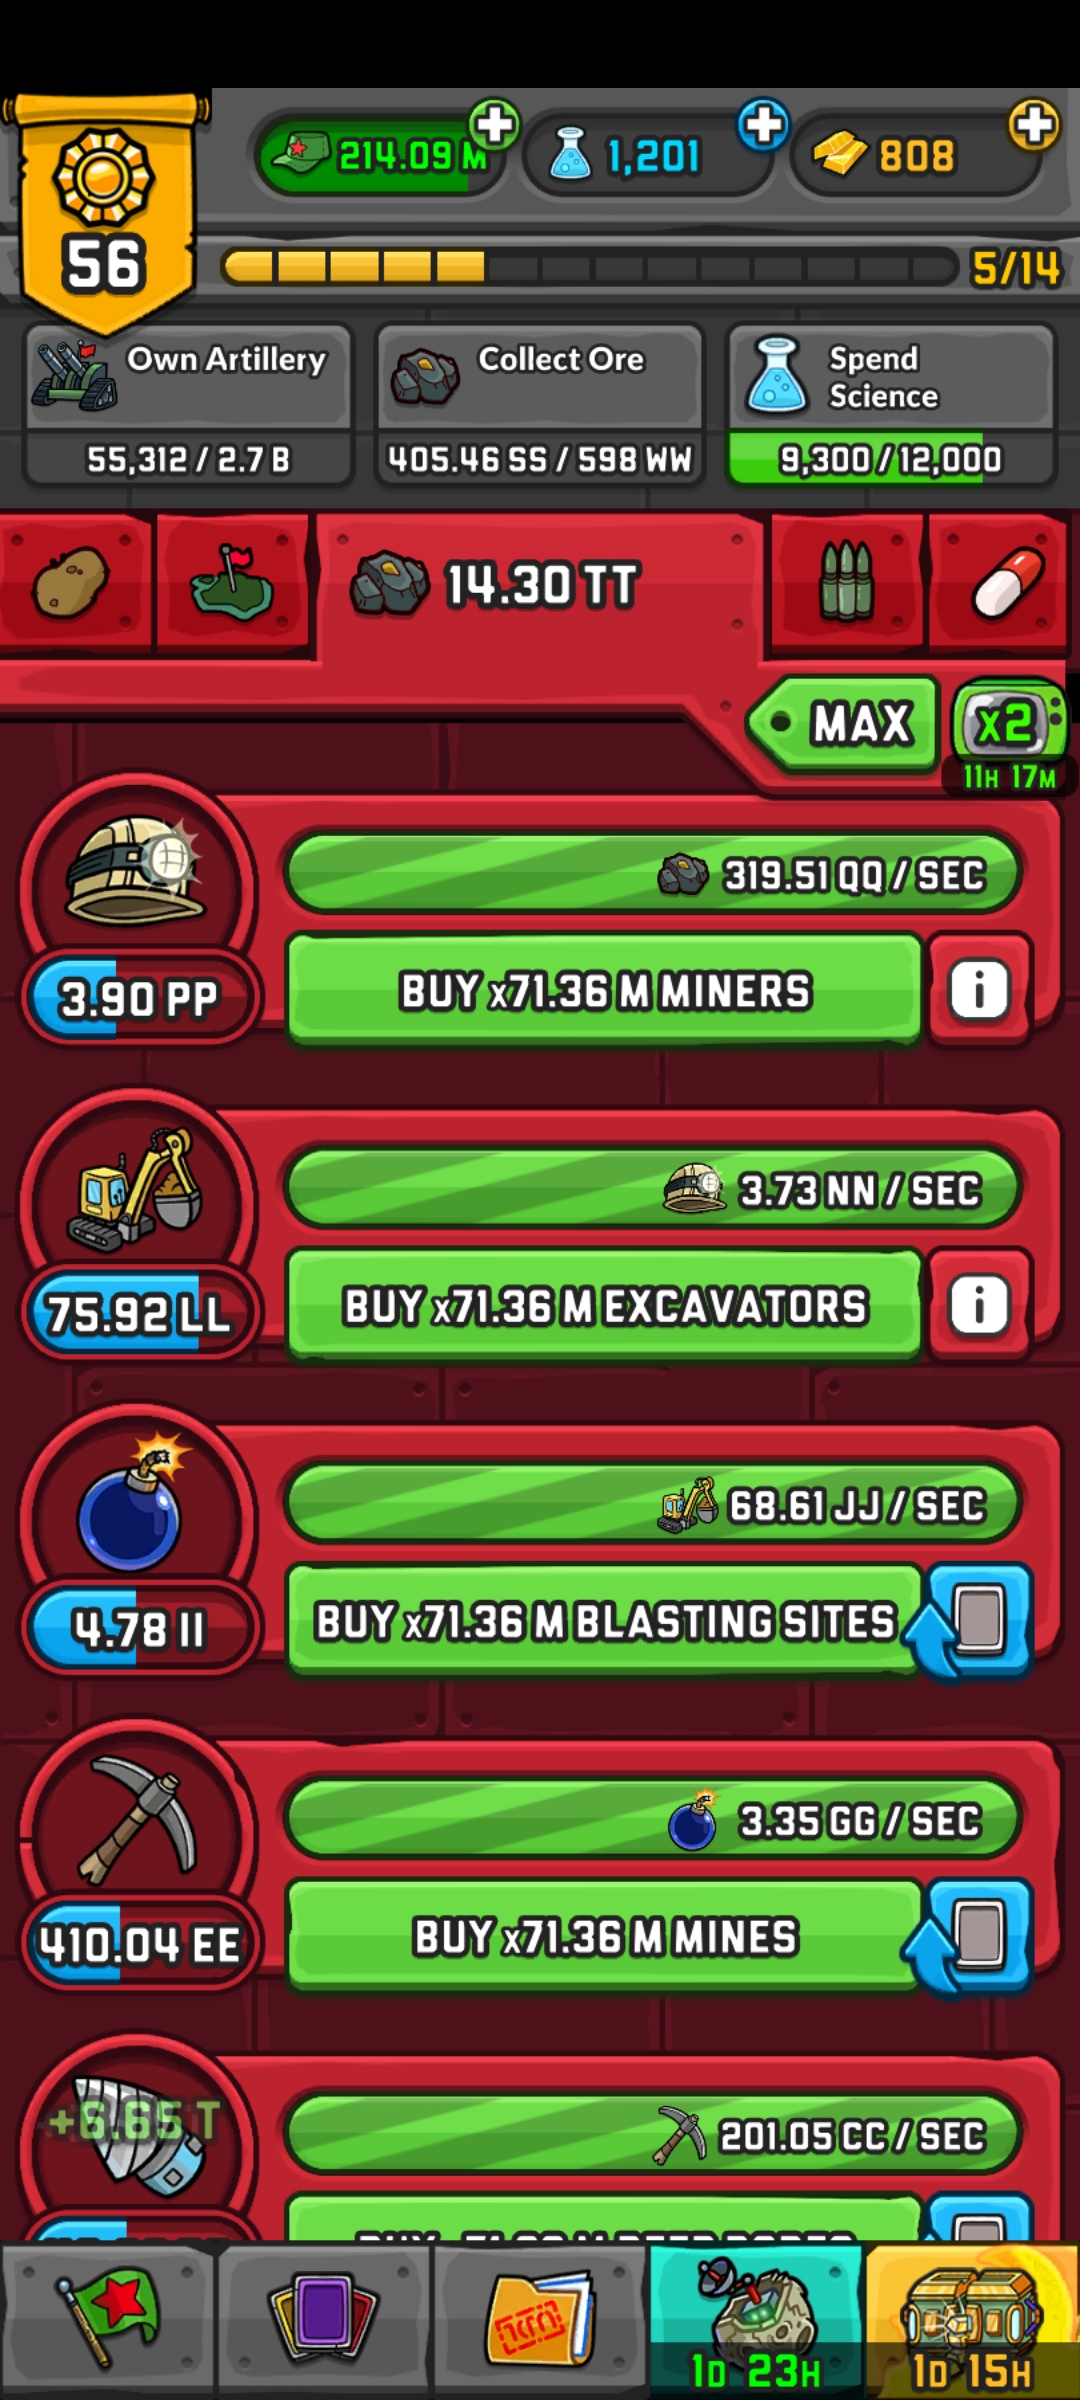 214.09 M
1,201
808
56
5/14
Own Artillery
Collect Ore
Spend
Science
55,312 / 2.7 B
405.46 SS / 598 WW
9,300 / 12,000
14.30 TT
MAX
x2
11H 17M
319.51 QQ / SEC
3.90 PP
BUY x71.36 M MINERS
i
3.73 NN / SEC
75.92 LL
BUY x71.36 M EXCAVATORS
i
68.61 JJ / SEC
4.78 II
BUY x71.36 M BLASTING SITES
3.35 GG / SEC
410.04 EE
BUY x71.36 M MINES
+6.65 T
201.05 CC / SEC
BUY
1D 23H
1D 15H